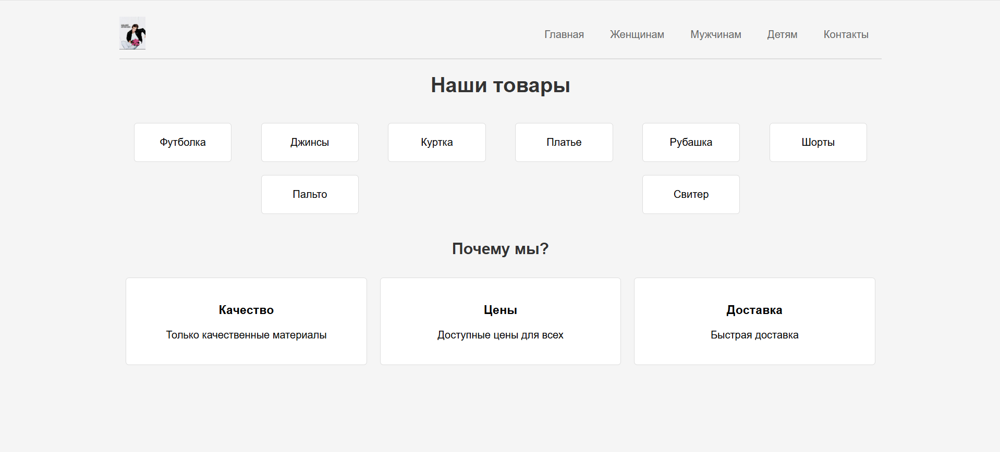 Главная Женщинам Мужчинам Детям Контакты
Наши товары
Футболка Джинсы Куртка Платье Рубашка Шорты
Пальто Свитер
Почему мы?
Качество Цены Доставка
Только качественные материалы Доступные цены для всех Быстрая доставка